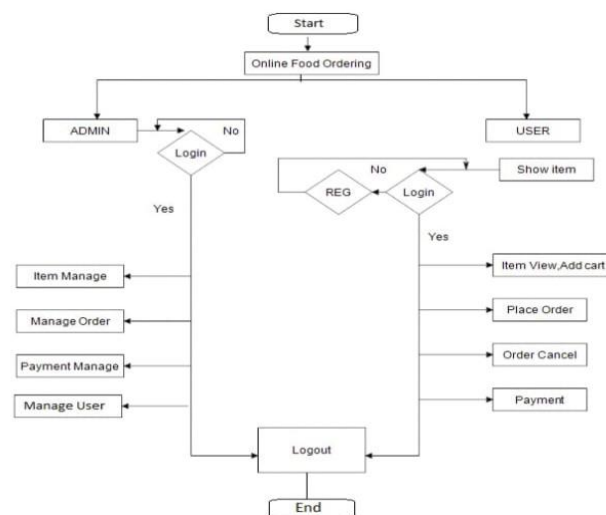 Start
Online Food Ordering
ADMIN
No
USER
Login
No
Show item
REG
Login
Yes
Yes
Item Manage
Item View,Add cart
Manage Order
Place Order
Payment Manage
Order Cancel
Manage User
Payment
Logout
End